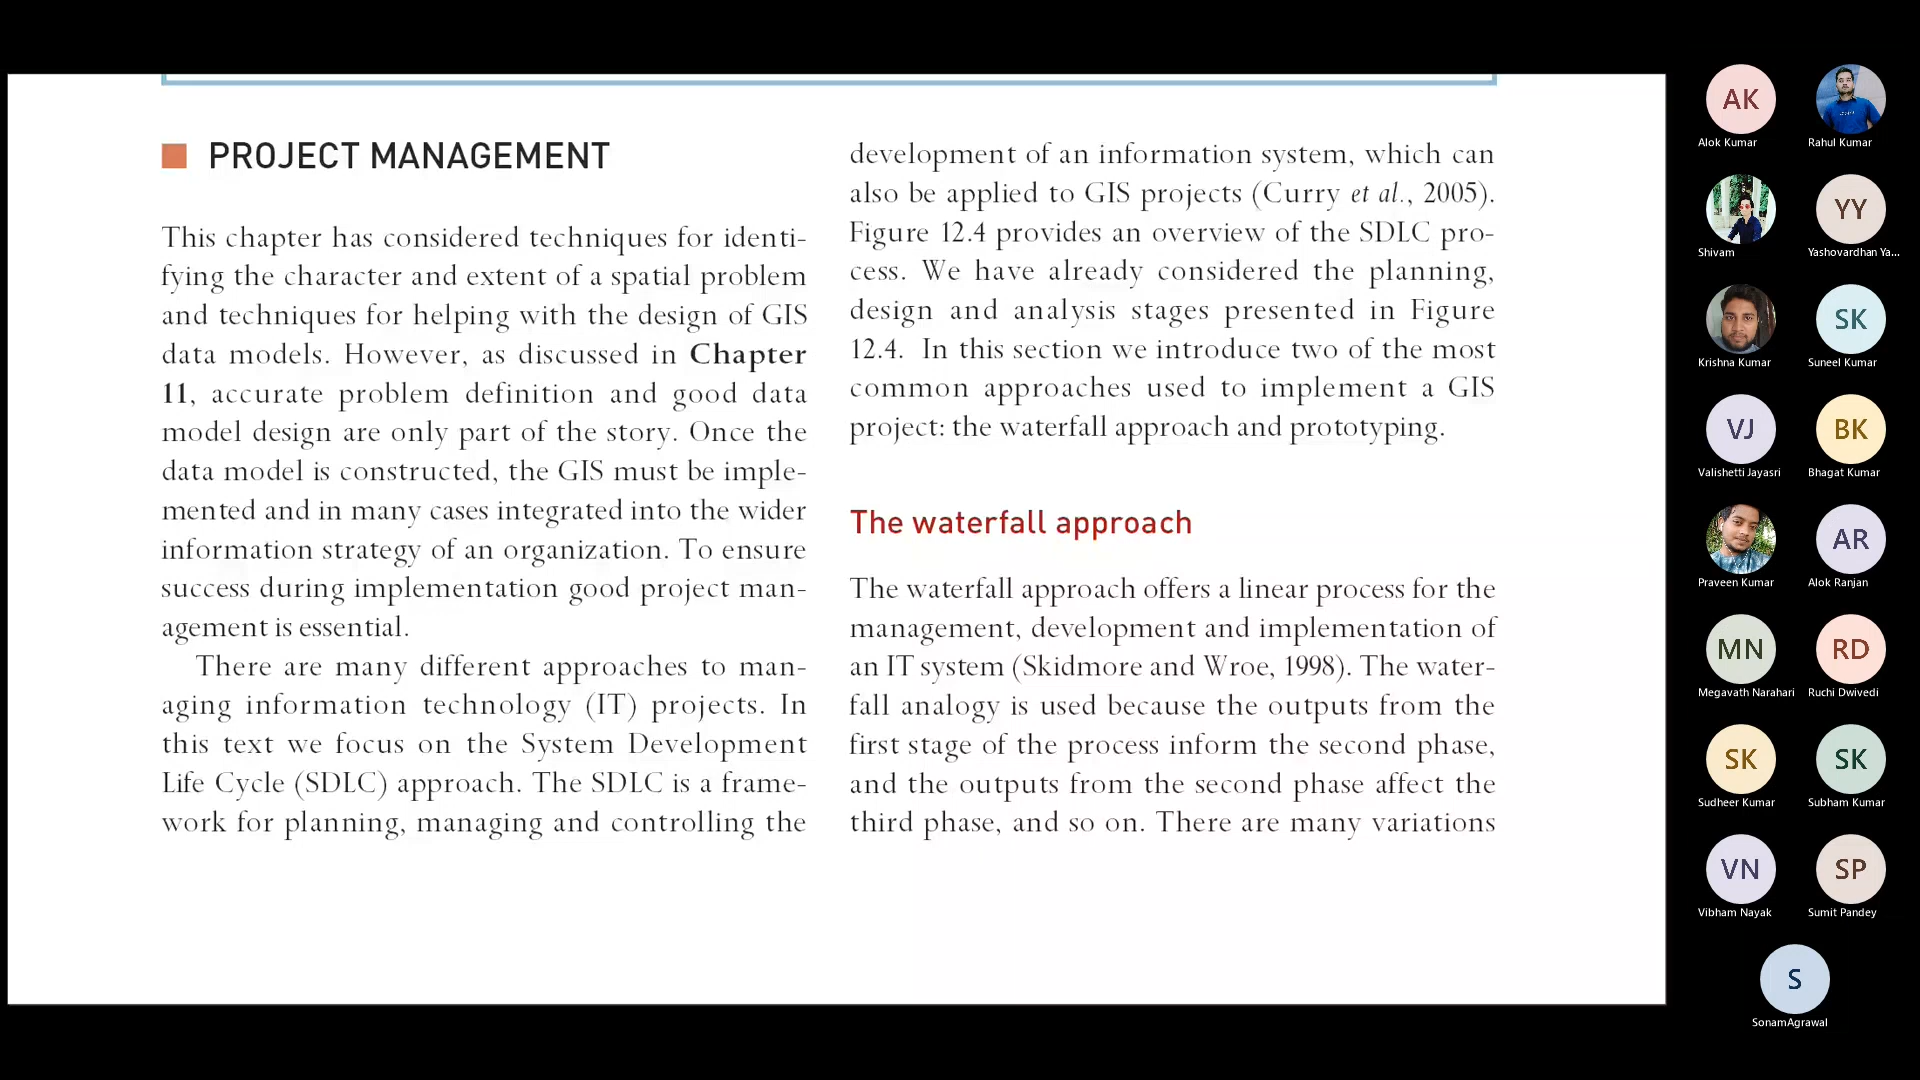 PROJECT MANAGEMENT
This chapter has considered techniques for identi-
fying the character and extent of a spatial problem
and techniques for helping with the design of GIS
data models. However, as discussed in Chapter
11, accurate problem definition and good data
model design are only part of the story. Once the
data model is constructed, the GIS must be imple-
mented and in many cases integrated into the wider
information strategy of an organization. To ensure
success during implementation good project man-
agement is essential.
There are many different approaches to man-
aging information technology (IT) projects. In
this text we focus on the System Development
Life Cycle (SDLC) approach. The SDLC is a frame-
work for planning, managing and controlling the
development of an information system, which can
also be applied to GIS projects (Curry et al., 2005).
Figure 12.4 provides an overview of the SDLC pro-
cess. We have already considered the planning,
design and analysis stages presented in Figure
12.4. In this section we introduce two of the most
common approaches used to implement a GIS
project: the waterfall approach and prototyping.
The waterfall approach
The waterfall approach offers a linear process for the
management, development and implementation of
an IT system (Skidmore and Wroe, 1998). The water-
fall analogy is used because the outputs from the
first stage of the process inform the second phase,
and the outputs from the second phase affect the
third phase, and so on. There are many variations
AK
Alok Kumar
Rahul Kumar
Shivam
YY
Yashovardhan Ya...
Krishna Kumar
SK
Suneel Kumar
VJ
Valishetti Jayasri
BK
Bhagat Kumar
Praveen Kumar
AR
Alok Ranjan
MN
Megavath Narahari
RD
Ruchi Dwivedi
SK
Sudheer Kumar
SK
Subham Kumar
VN
Vibham Nayak
SP
Sumit Pandey
S
SonamAgrawal